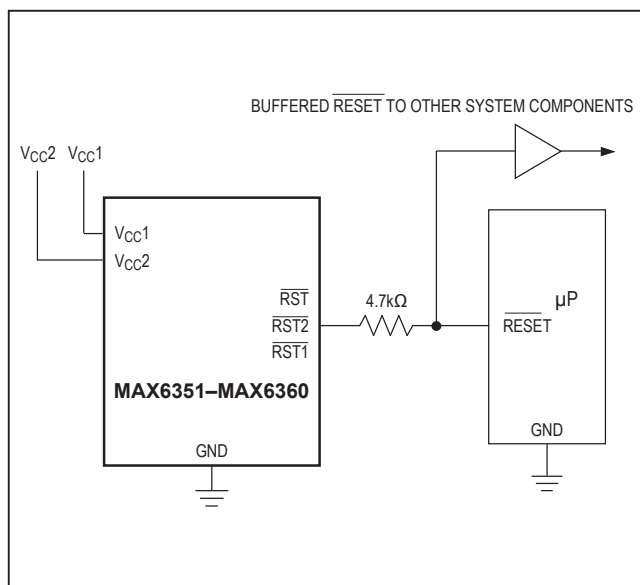 BUFFERED RESET TO OTHER SYSTEM COMPONENTS
VCC2 VCC1
VCC1
VCC2
RST
RST2
RST1
4.7kΩ
µP
RESET
MAX6351–MAX6360
GND
GND